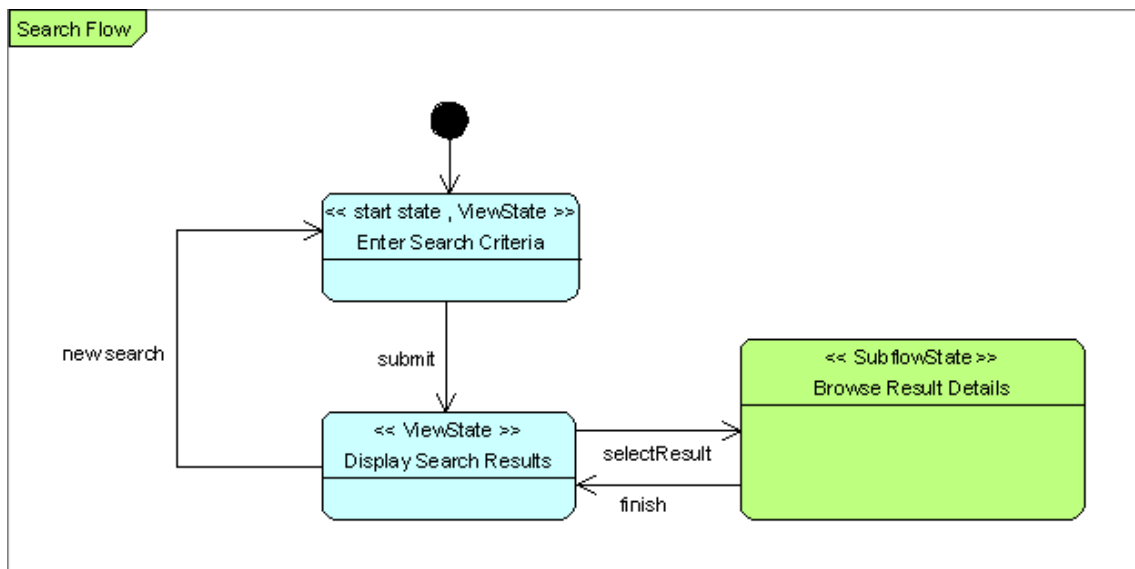 Search Flow
<< start state , ViewState >>
Enter Search Criteria
new search
submit
<< SubflowState >>
Browse Result Details
<< ViewState >>
Display Search Results
selectResult
finish